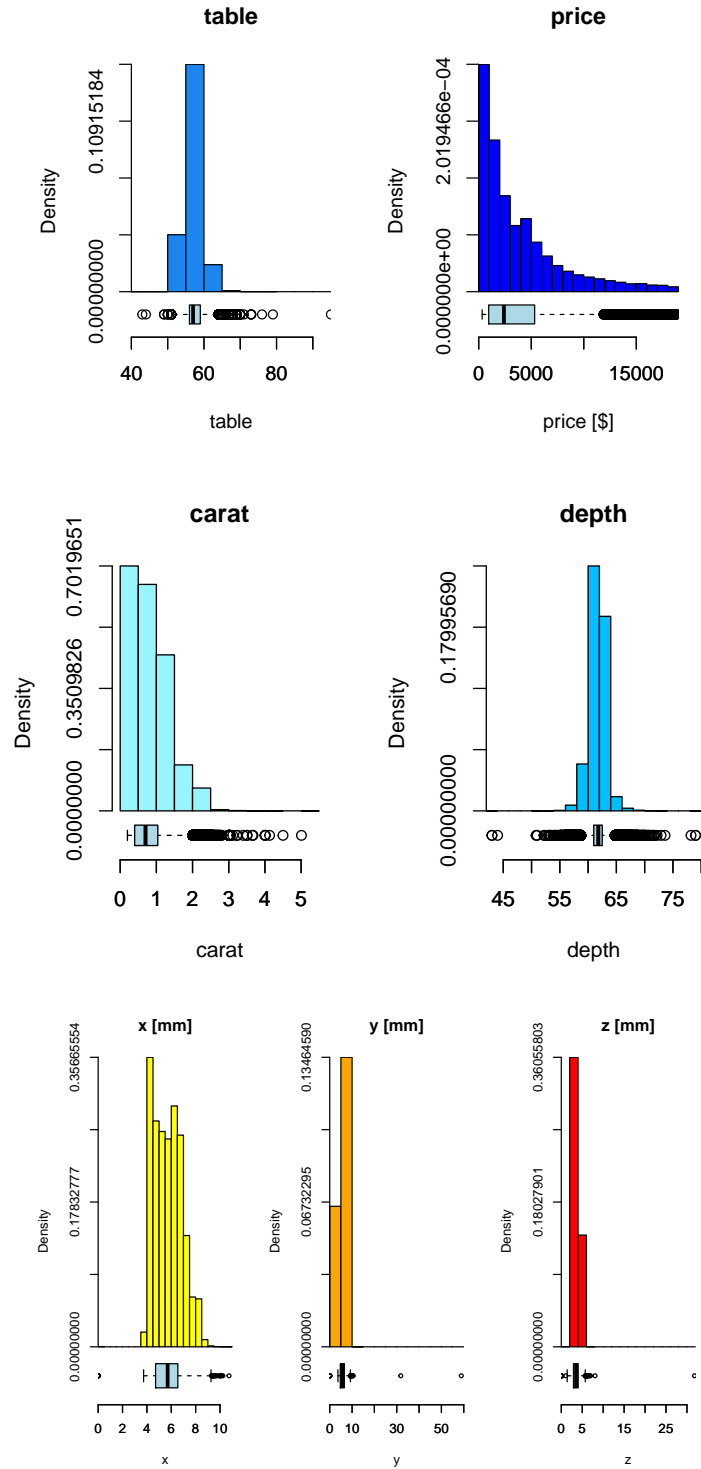 table
price
Density
0.00000000
0.10915184
40 60 80
table
Density
0.000000e+00
2.019466e−04
0 5000 15000
price [$]
carat
depth
Density
0.0000000
0.3509826
0.7019651
0 1 2 3 4 5
carat
Density
0.00000000
0.17995690
45 55 65 75
depth
x [mm]
y [mm]
z [mm]
Density
0.00000000
0.17832777
0.35665554
0 2 4 6 8 10
x
Density
0.00000000
0.06732295
0.13464590
0 10 30 50
y
Density
0.00000000
0.18027901
0.36055803
0 5 15 25
z